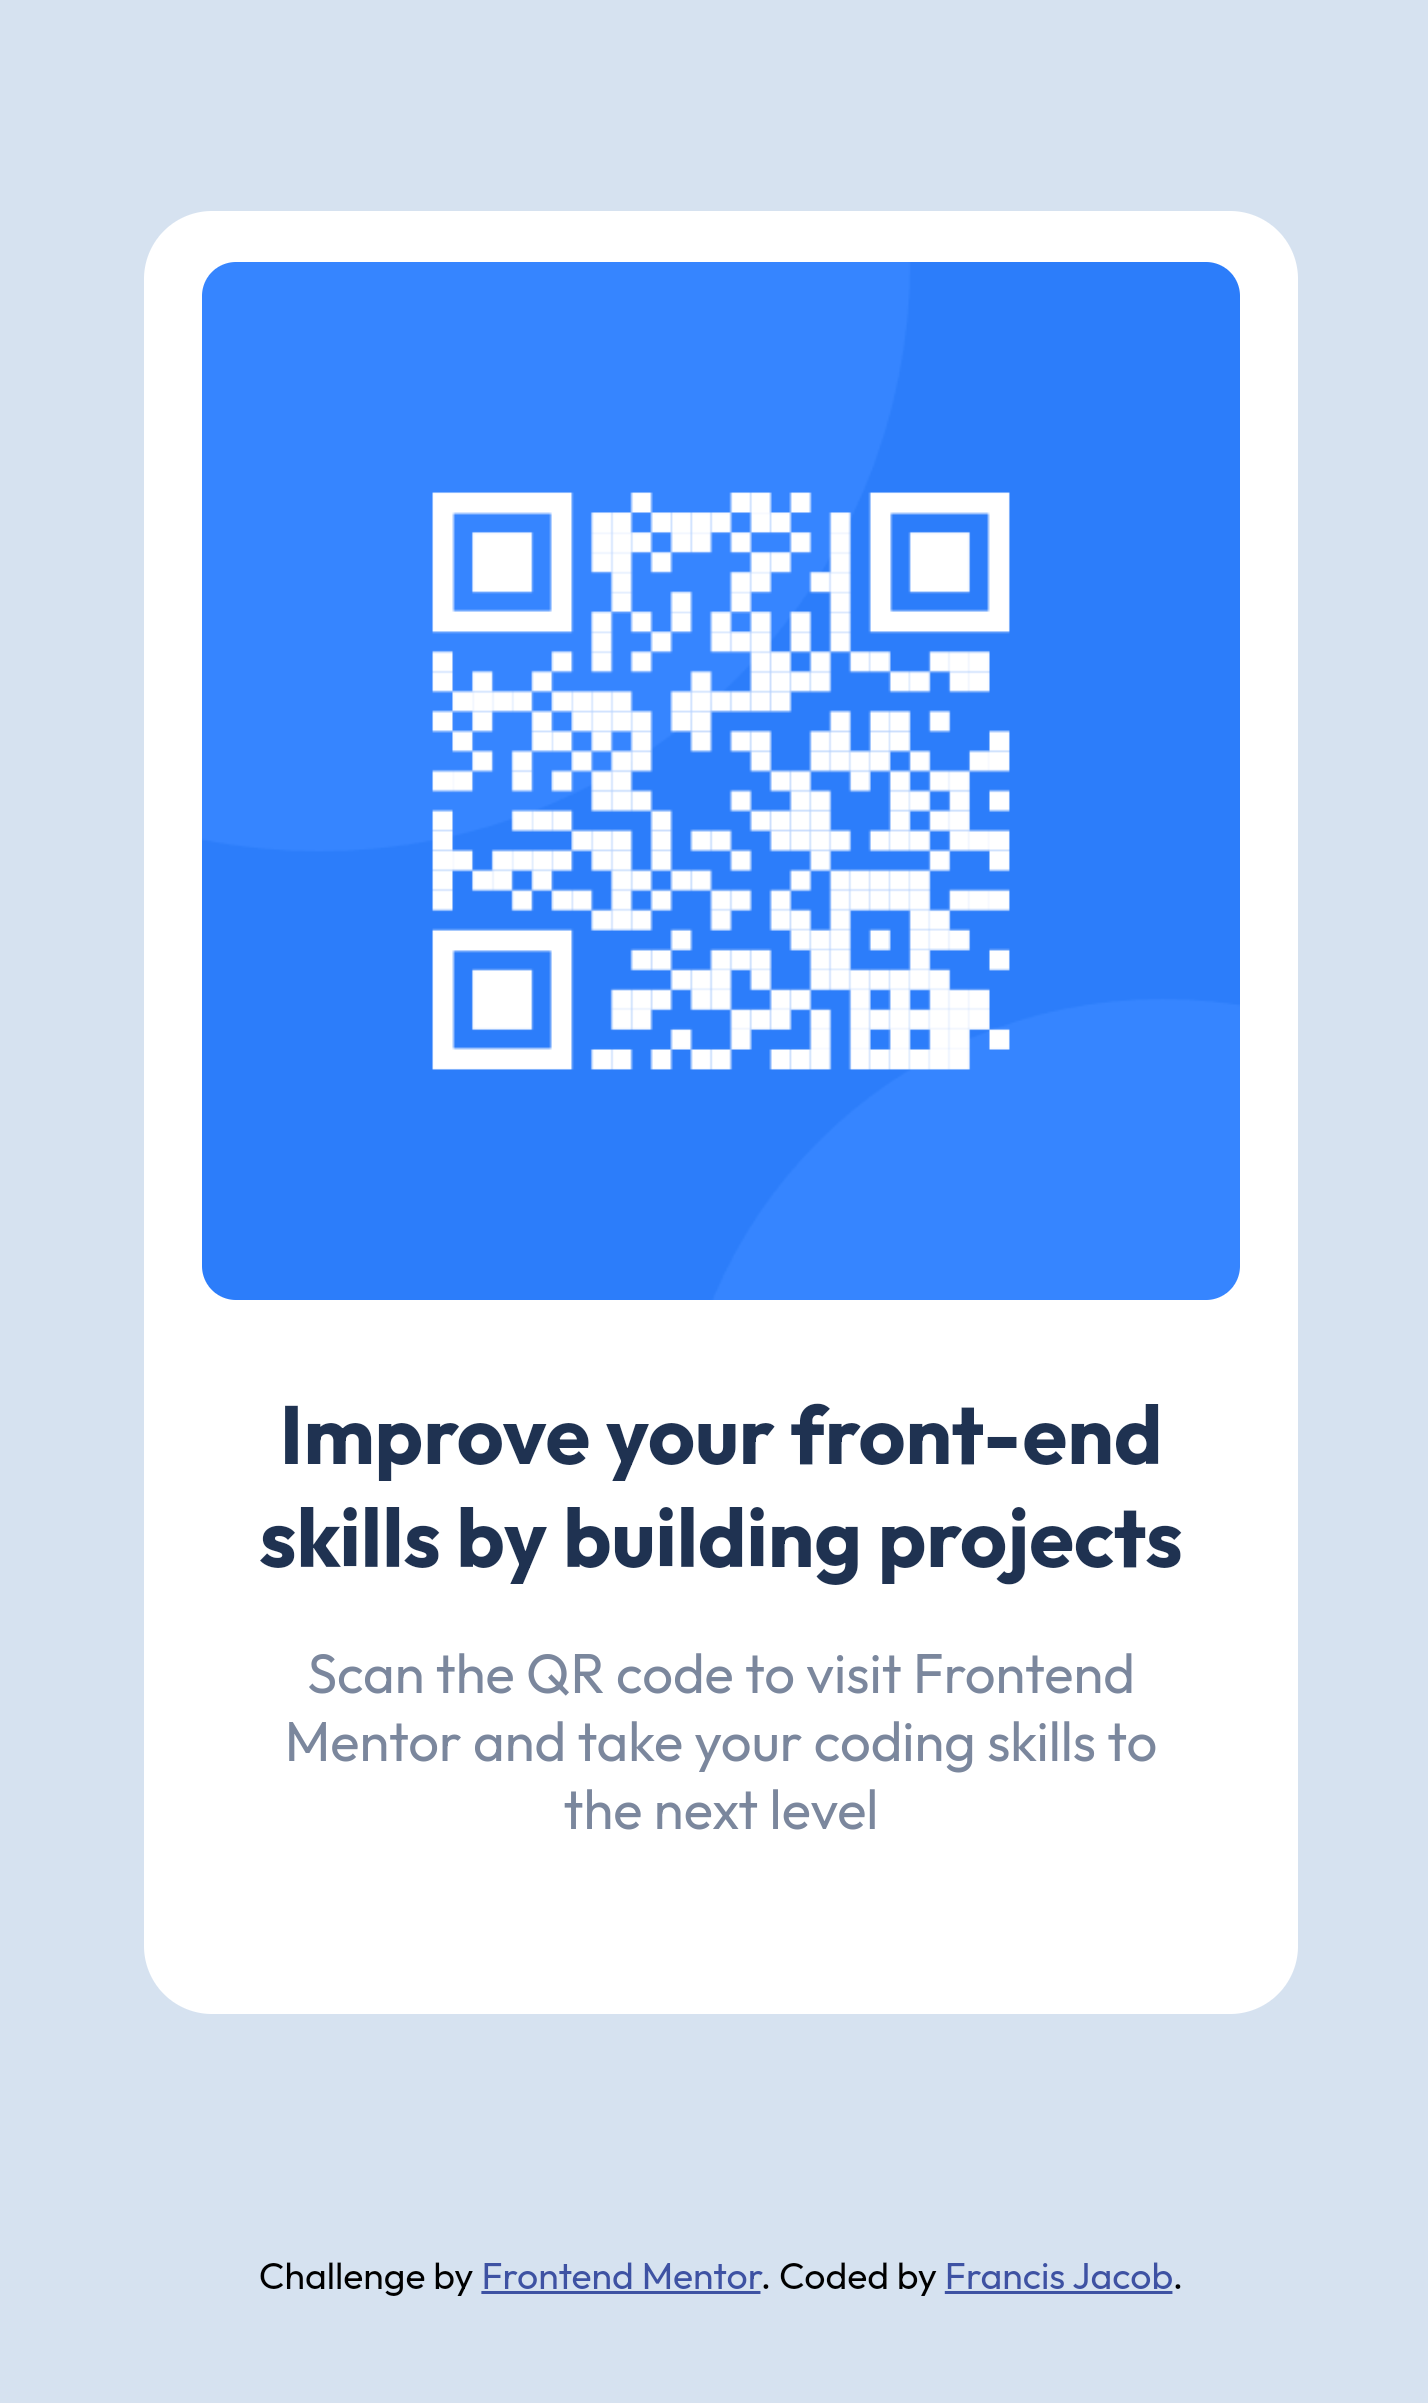 Improve your front-end
skills by building projects
Scan the QR code to visit Frontend
Mentor and take your coding skills to
the next level
Challenge by Frontend Mentor. Coded by Francis Jacob.